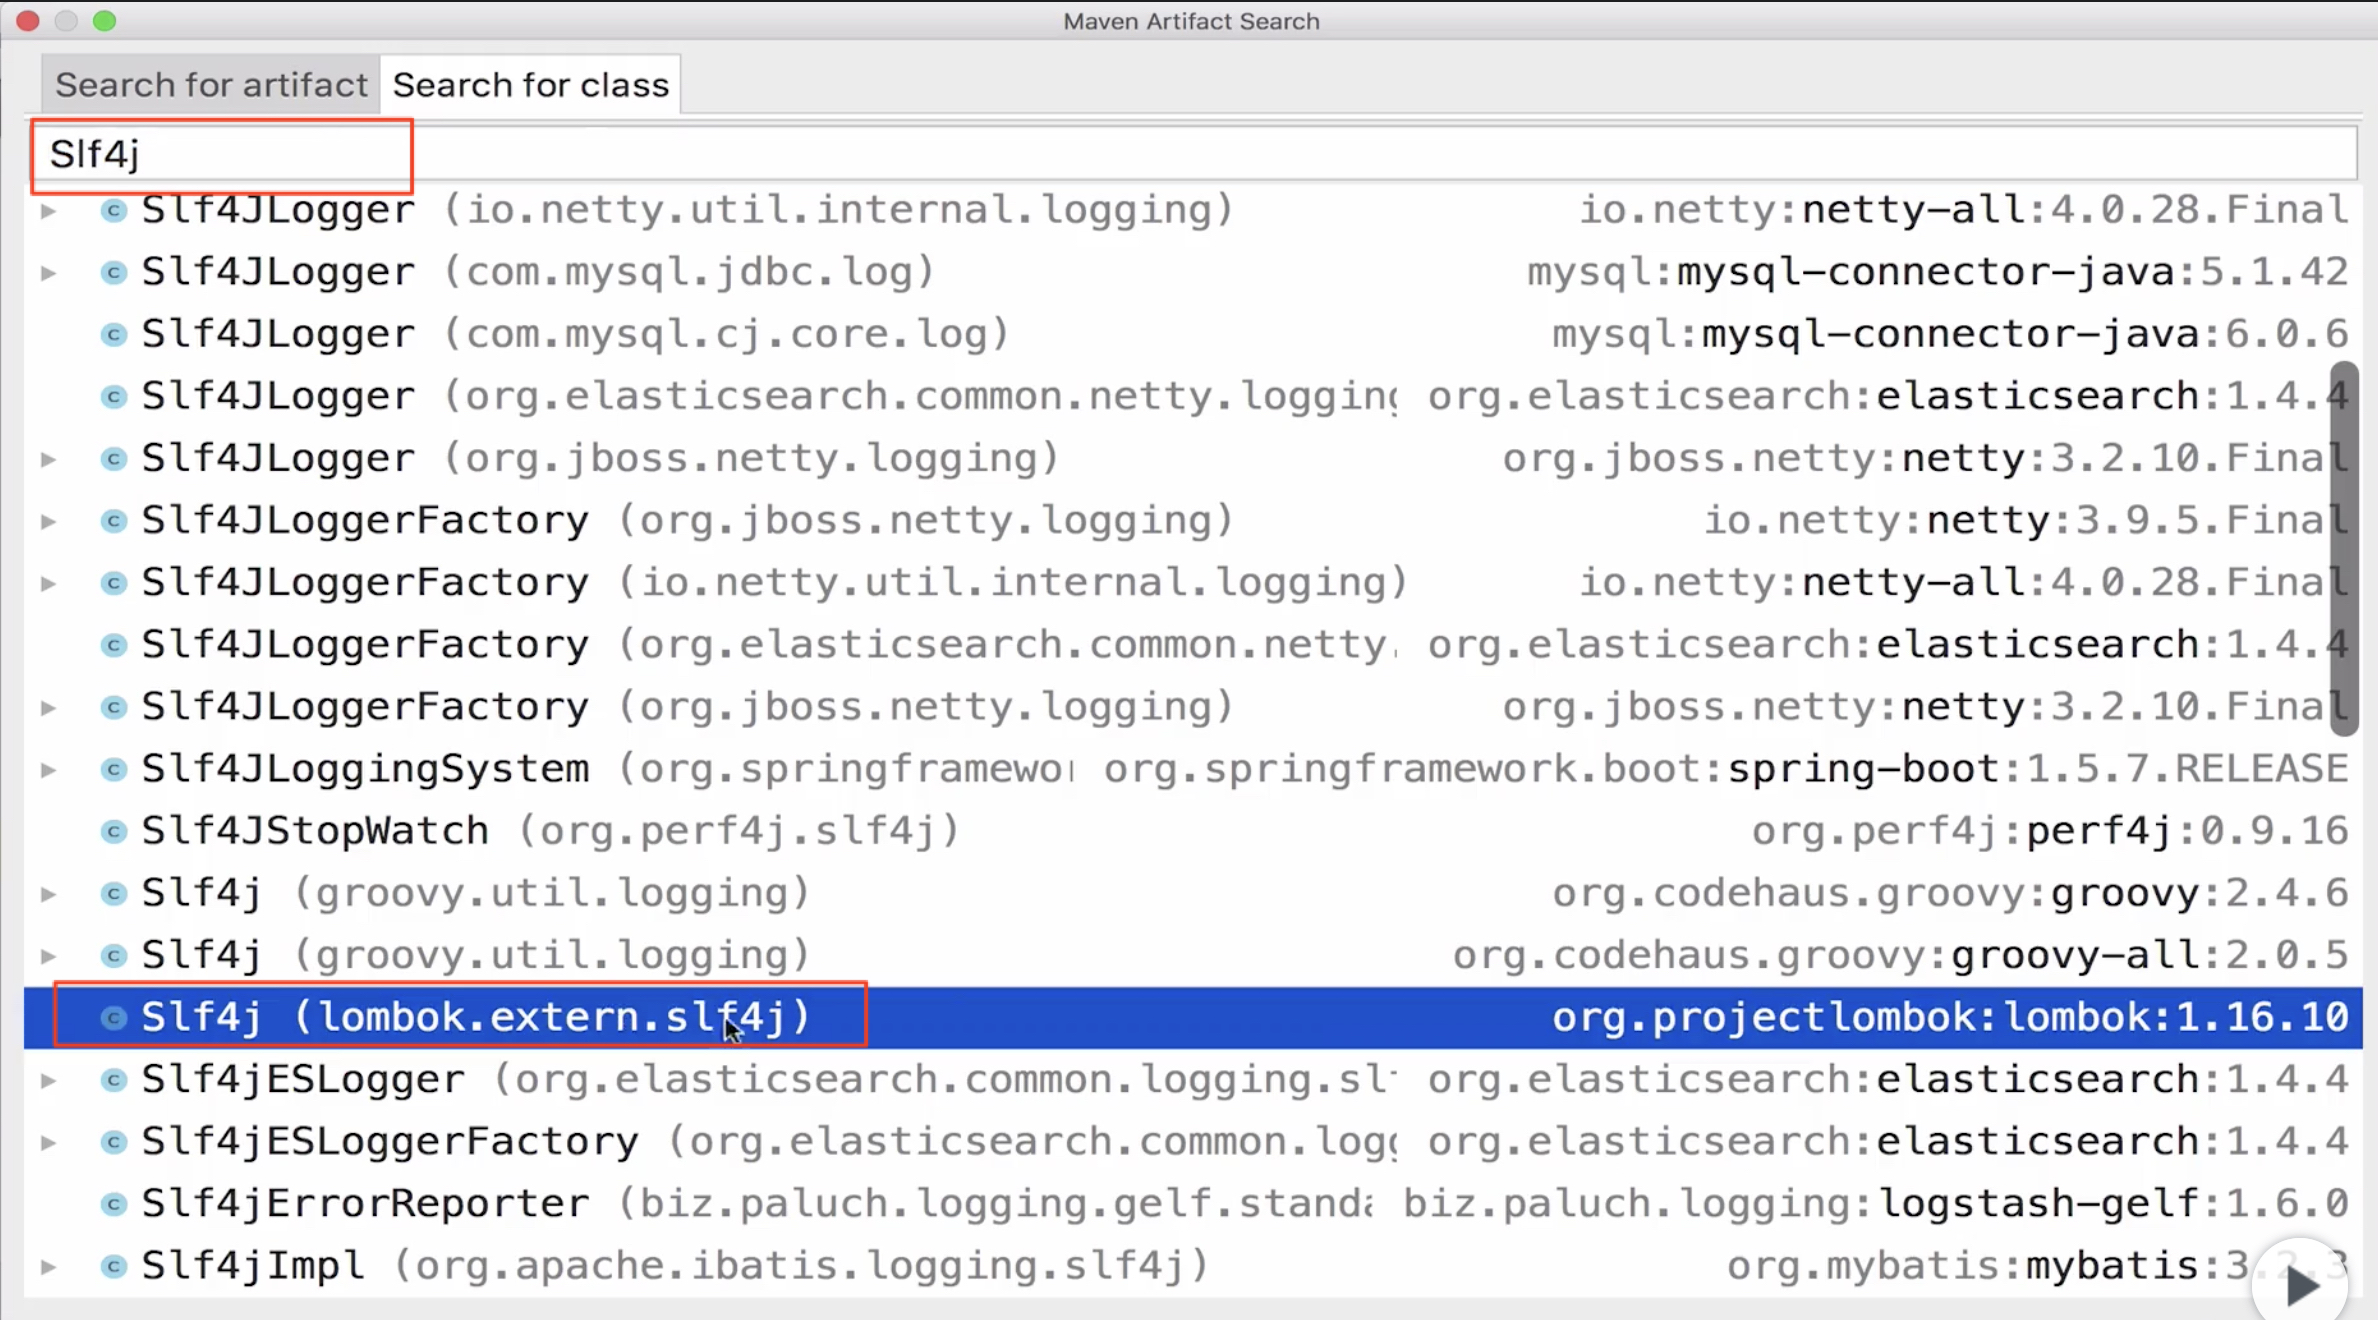 Maven Artifact Search
Search for artifact Search for class
Slf4j
Slf4JLogger (io.netty.util.internal.logging) io.netty:netty-all:4.0.28.Final
Slf4JLogger (com.mysql.jdbc.log) mysql:mysql-connector-java:5.1.42
Slf4JLogger (com.mysql.cj.core.log) mysql:mysql-connector-java:6.0.6
Slf4JLogger (org.elasticsearch.common.netty.logging org.elasticsearch:elasticsearch:1.4.4
Slf4JLogger (org.jboss.netty.logging) org.jboss.netty:netty:3.2.10.Final
Slf4JLoggerFactory (org.jboss.netty.logging) io.netty:netty:3.9.5.Final
Slf4JLoggerFactory (io.netty.util.internal.logging) io.netty:netty-all:4.0.28.Final
Slf4JLoggerFactory (org.elasticsearch.common.netty. org.elasticsearch:elasticsearch:1.4.4
Slf4JLoggerFactory (org.jboss.netty.logging) org.jboss.netty:netty:3.2.10.Final
Slf4JLoggingSystem (org.springframewo org.springframework.boot:spring-boot:1.5.7.RELEASE
Slf4JStopWatch (org.perf4j.slf4j) org.perf4j:perf4j:0.9.16
Slf4j (groovy.util.logging) org.codehaus.groovy:groovy:2.4.6
Slf4j (groovy.util.logging) org.codehaus.groovy:groovy-all:2.0.5
Slf4j (lombok.extern.slf4j) org.projectlombok:lombok:1.16.10
Slf4jESLogger (org.elasticsearch.common.logging.sl org.elasticsearch:elasticsearch:1.4.4
Slf4jESLoggerFactory (org.elasticsearch.common.log org.elasticsearch:elasticsearch:1.4.4
Slf4jErrorReporter (biz.paluch.logging.gelf.stand biz.paluch.logging:logstash-gelf:1.6.0
Slf4jImpl (org.apache.ibatis.logging.slf4j) org.mybatis:mybatis:3.2.3